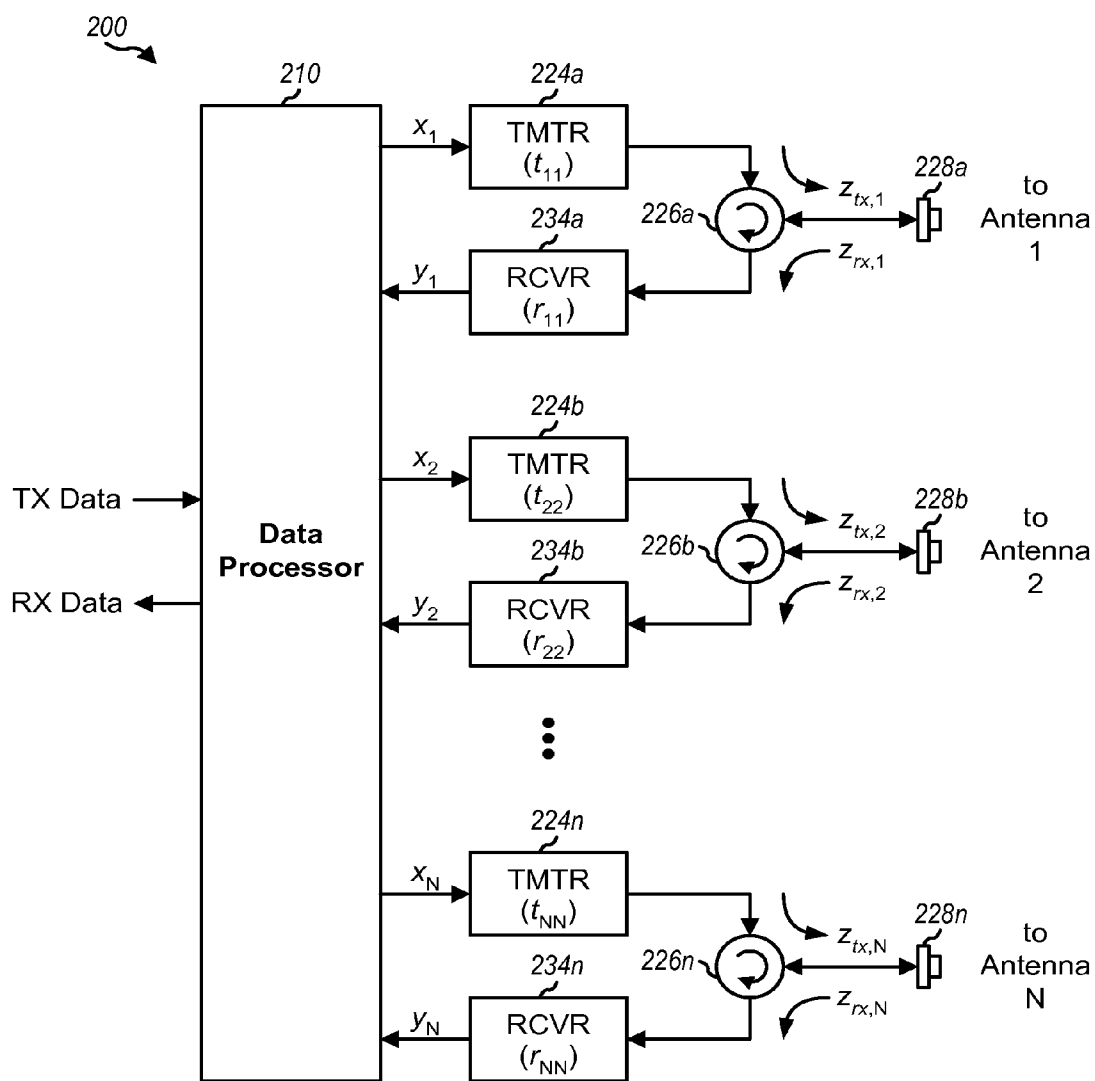 200
210
224a
x1
TMTR
(t11)
ztx,1
228a
to
Antenna
1
226a
234a
y1
RCVR
(r11)
zrx,1
224b
x2
TMTR
(t22)
ztx,2
228b
to
Antenna
2
226b
234b
y2
RCVR
(r22)
zrx,2
TX Data
RX Data
Data
Processor
224n
xN
TMTR
(tNN)
ztx,N
228n
to
Antenna
N
226n
234n
yN
RCVR
(rNN)
zrx,N